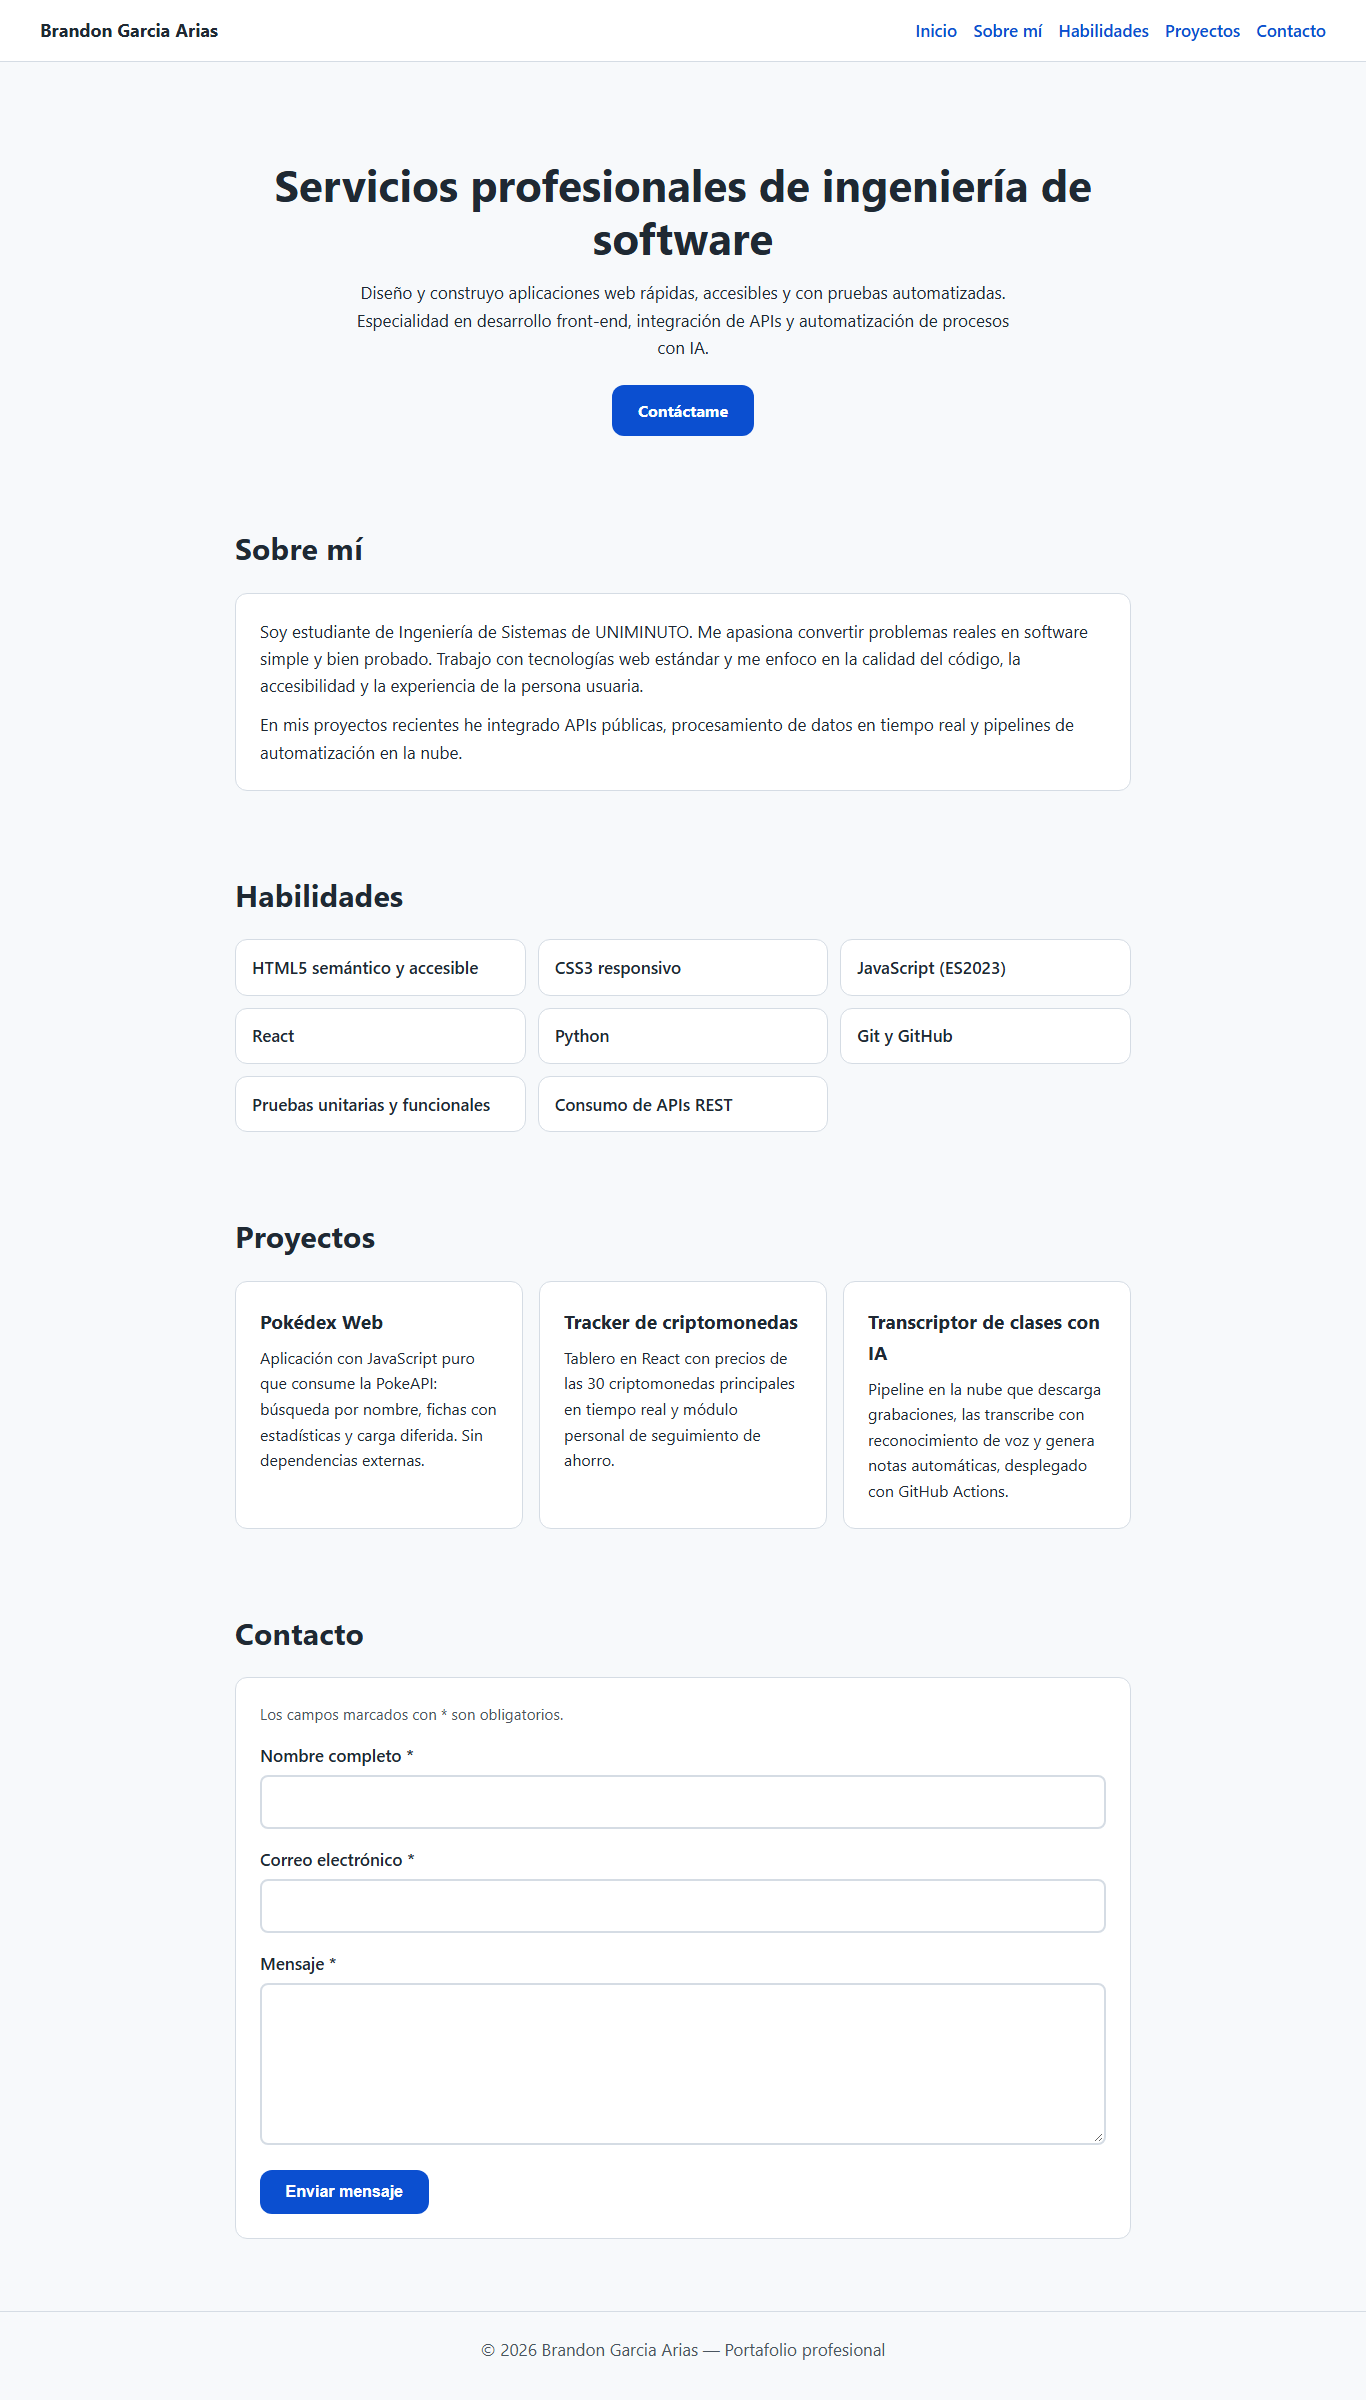 Brandon Garcia Arias
Inicio Sobre mí Habilidades Proyectos Contacto
Servicios profesionales de ingeniería de
software
Diseño y construyo aplicaciones web rápidas, accesibles y con pruebas automatizadas.
Especialidad en desarrollo front-end, integración de APIs y automatización de procesos
con IA.
Contáctame
Sobre mí
Soy estudiante de Ingeniería de Sistemas de UNIMINUTO. Me apasiona convertir problemas reales en software
simple y bien probado. Trabajo con tecnologías web estándar y me enfoco en la calidad del código, la
accesibilidad y la experiencia de la persona usuaria.
En mis proyectos recientes he integrado APIs públicas, procesamiento de datos en tiempo real y pipelines de
automatización en la nube.
Habilidades
HTML5 semántico y accesible
CSS3 responsivo
JavaScript (ES2023)
React
Python
Git y GitHub
Pruebas unitarias y funcionales
Consumo de APIs REST
Proyectos
Pokédex Web
Aplicación con JavaScript puro
que consume la PokeAPI:
búsqueda por nombre, fichas con
estadísticas y carga diferida. Sin
dependencias externas.
Tracker de criptomonedas
Tablero en React con precios de
las 30 criptomonedas principales
en tiempo real y módulo
personal de seguimiento de
ahorro.
Transcriptor de clases con
IA
Pipeline en la nube que descarga
grabaciones, las transcribe con
reconocimiento de voz y genera
notas automáticas, desplegado
con GitHub Actions.
Contacto
Los campos marcados con * son obligatorios.
Nombre completo *
Correo electrónico *
Mensaje *
Enviar mensaje
© 2026 Brandon Garcia Arias — Portafolio profesional